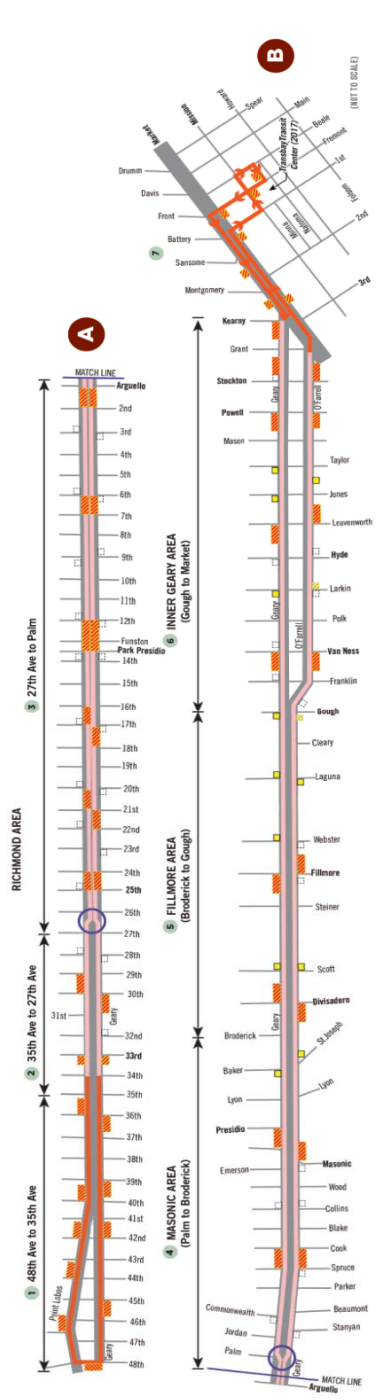 A
RICHMOND AREA
1 48th Ave to 35th Ave
2 35th Ave to 27th Ave
3 27th Ave to Palm
MATCH LINE
Point Lobos
Geary
Geary
48th
47th
46th
45th
44th
43rd
42nd
41st
40th
39th
38th
37th
36th
35th
34th
33rd
32nd
31st
30th
29th
28th
27th
26th
25th
24th
23rd
22nd
21st
20th
19th
18th
17th
16th
15th
14th
Park Presidio
Funston
12th
11th
10th
9th
8th
7th
6th
5th
4th
3rd
2nd
Arguello
B
4 MASONIC AREA
(Palm to Broderick)
5 FILLMORE AREA
(Broderick to Gough)
6 INNER GEARY AREA
(Gough to Market)
7
MATCH LINE
Arguello
Geary
Palm
Jordan
Commonwealth
Stanyan
Beaumont
Parker
Spruce
Cook
Blake
Collins
Wood
Masonic
Emerson
Presidio
Lyon
Lyon
Baker
St Joseph
Broderick
Geary
Divisadero
Scott
Steiner
Fillmore
Webster
Laguna
Cleary
Gough
Franklin
Van Ness
O'Farrell
Polk
Geary
Larkin
Hyde
Leavenworth
Jones
Taylor
Mason
Powell
Geary
O'Farrell
Stockton
Grant
Kearny
Montgomery
Sansome
Battery
Front
Davis
Drumm
Market
Mission
Howard
Spear
Main
Beale
Fremont
1st
Folsom
2nd
3rd
Minna
Natoma
Transbay Transit
Center (2017)
(NOT TO SCALE)